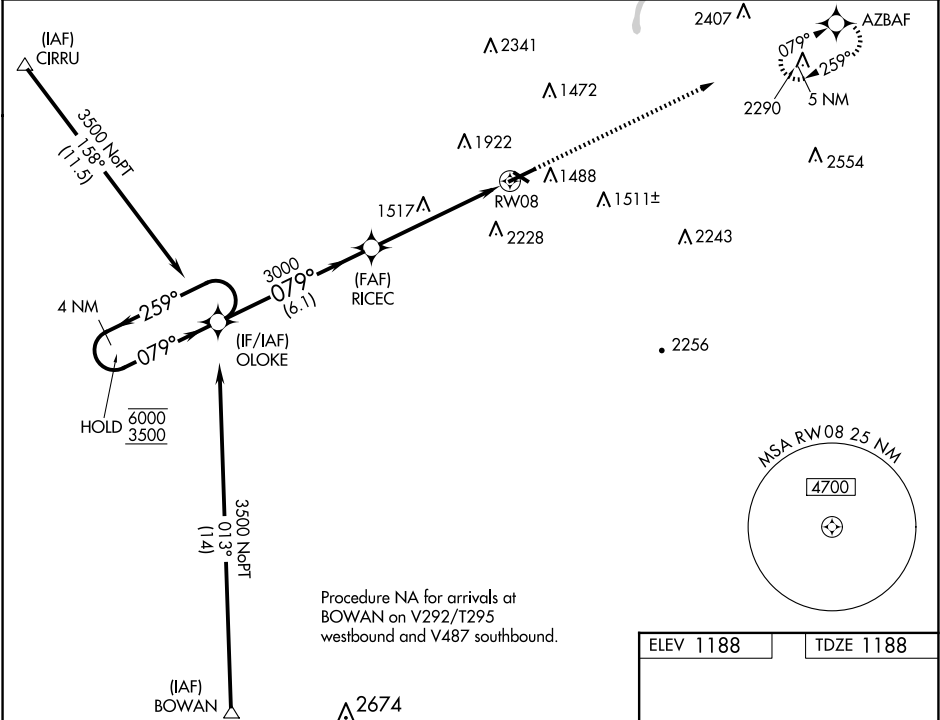 (IAF)
CIRRU
3500 NoPT
158°
(11.5)
2341
1472
1922
2407
AZBAF
079°
259°
5 NM
2290
2554
1488
RW08
1511±
1517
2228
2243
(FAF)
RICEC
3000
079°
(6.1)
4 NM
259°
079°
(IF/IAF)
OLOKE
HOLD
6000
3500
2256
MSA RW08 25 NM
4700
3500 NoPT
013°
(14)
Procedure NA for arrivals at
BOWAN on V292/T295
westbound and V487 southbound.
(IAF)
BOWAN
2674
ELEV 1188
TDZE 1188